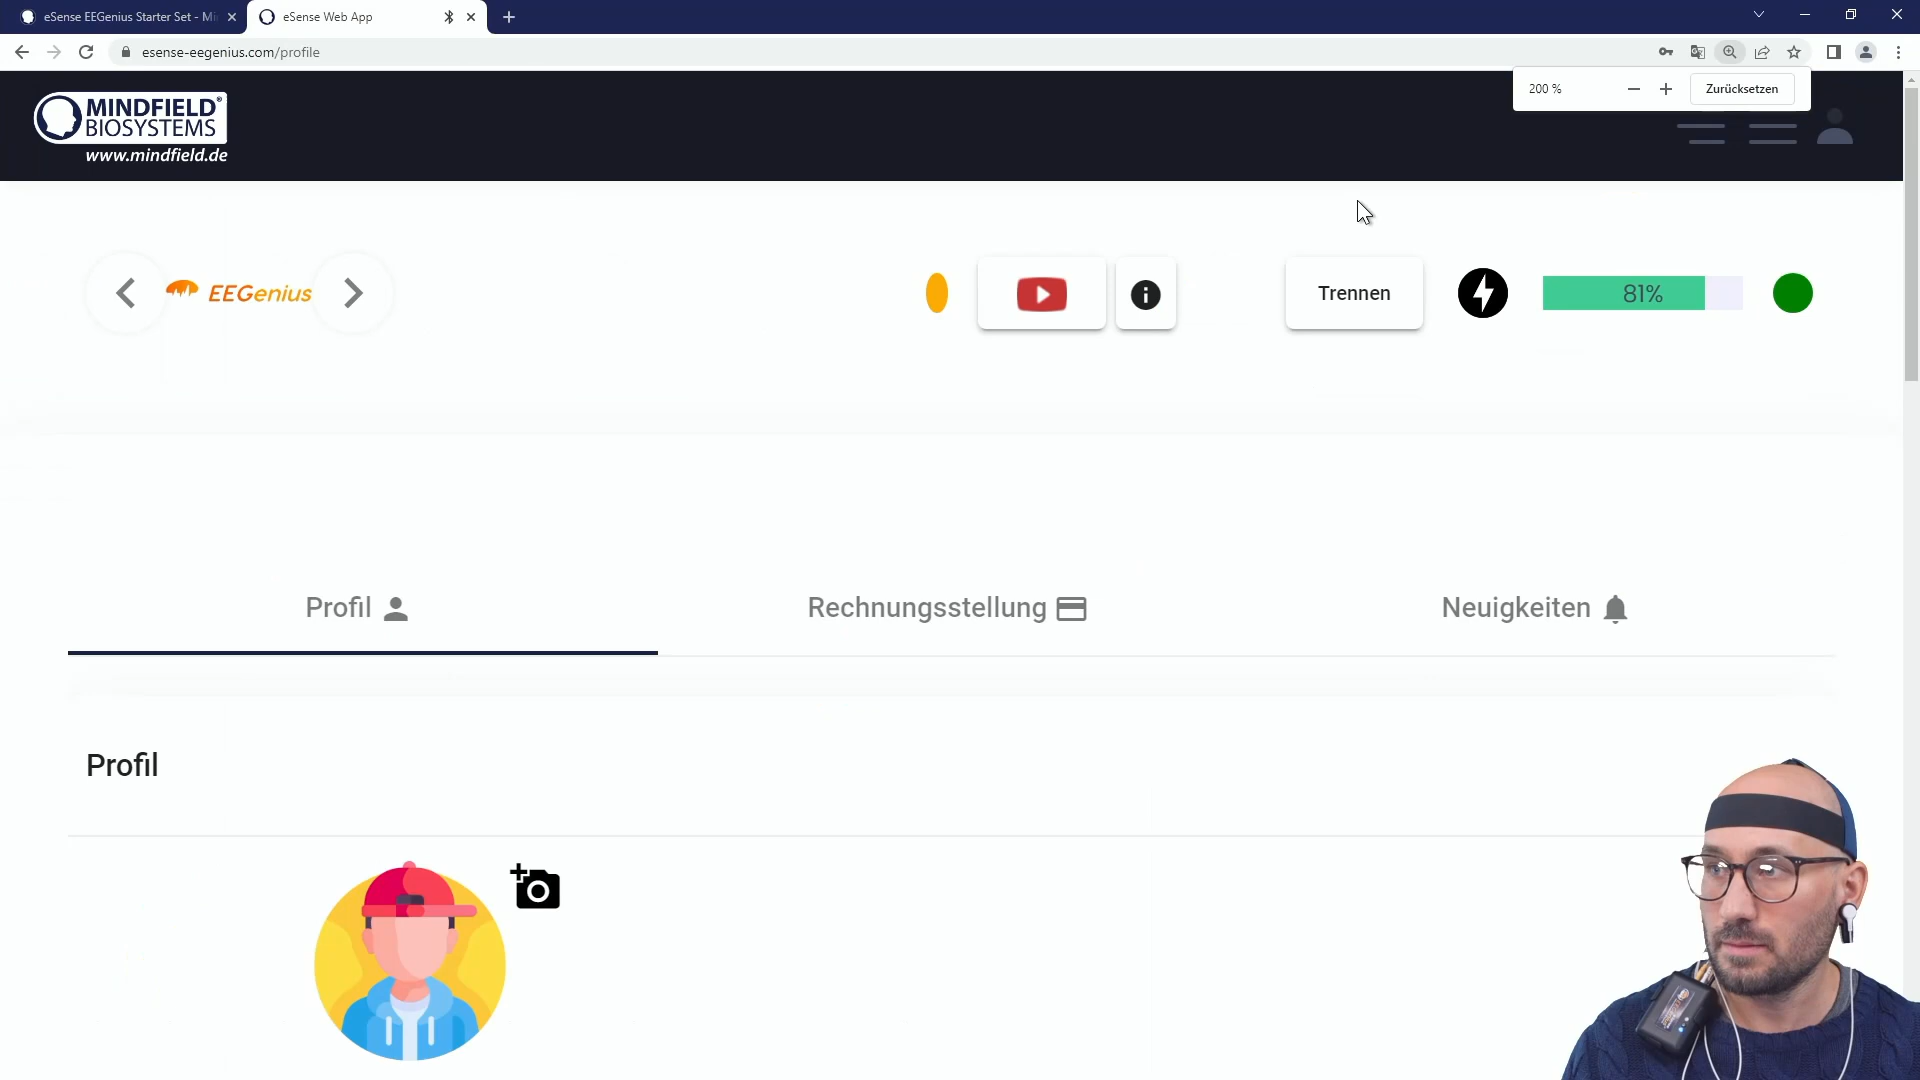 eSense EEGenius Starter Set - Mi
eSense Web App
esense-eegenius.com/profile
200 %
Zurücksetzen
MINDFIELD®
BIOSYSTEMS
www.mindfield.de
EEGenius
Trennen
81%
Profil
Rechnungsstellung
Neuigkeiten
Profil